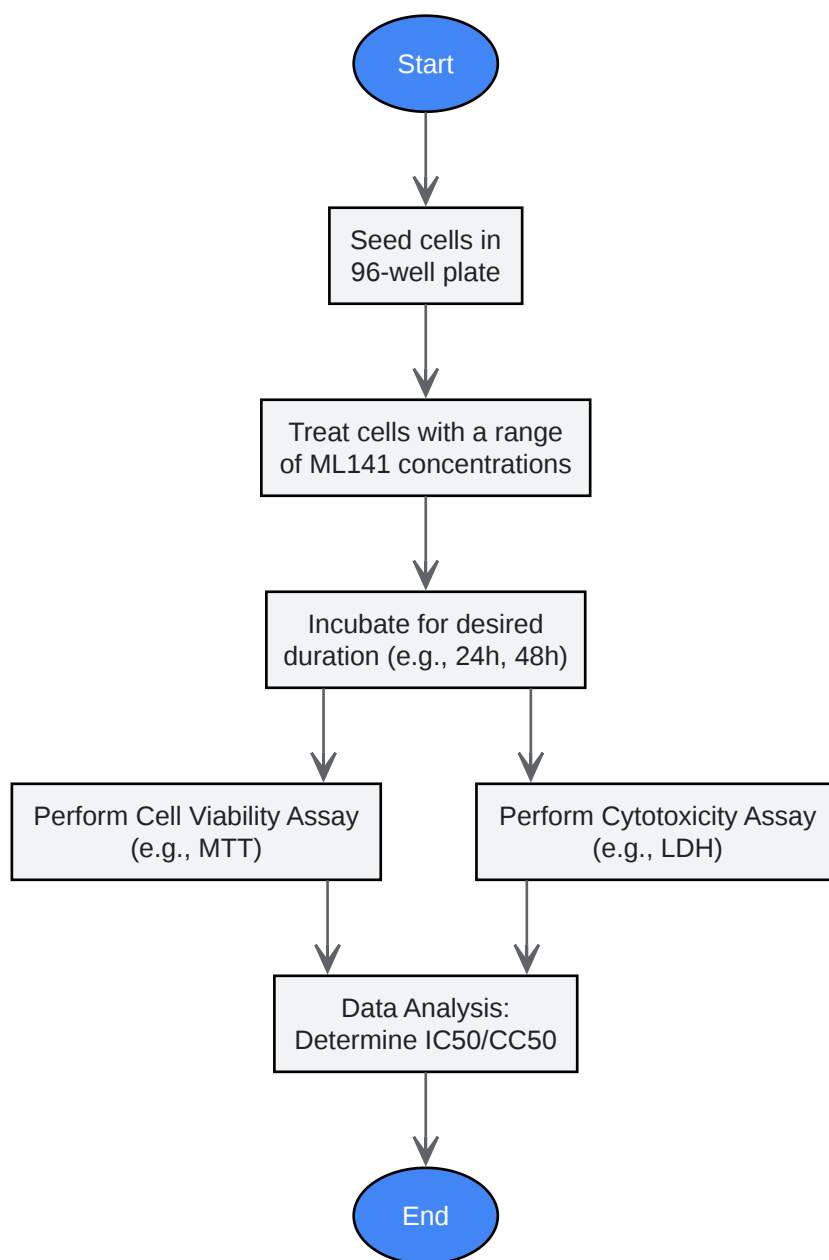 Start
Seed cells in
96-well plate
Treat cells with a range
of ML141 concentrations
Incubate for desired
duration (e.g., 24h, 48h)
Perform Cell Viability Assay
(e.g., MTT)
Perform Cytotoxicity Assay
(e.g., LDH)
Data Analysis:
Determine IC50/CC50
End